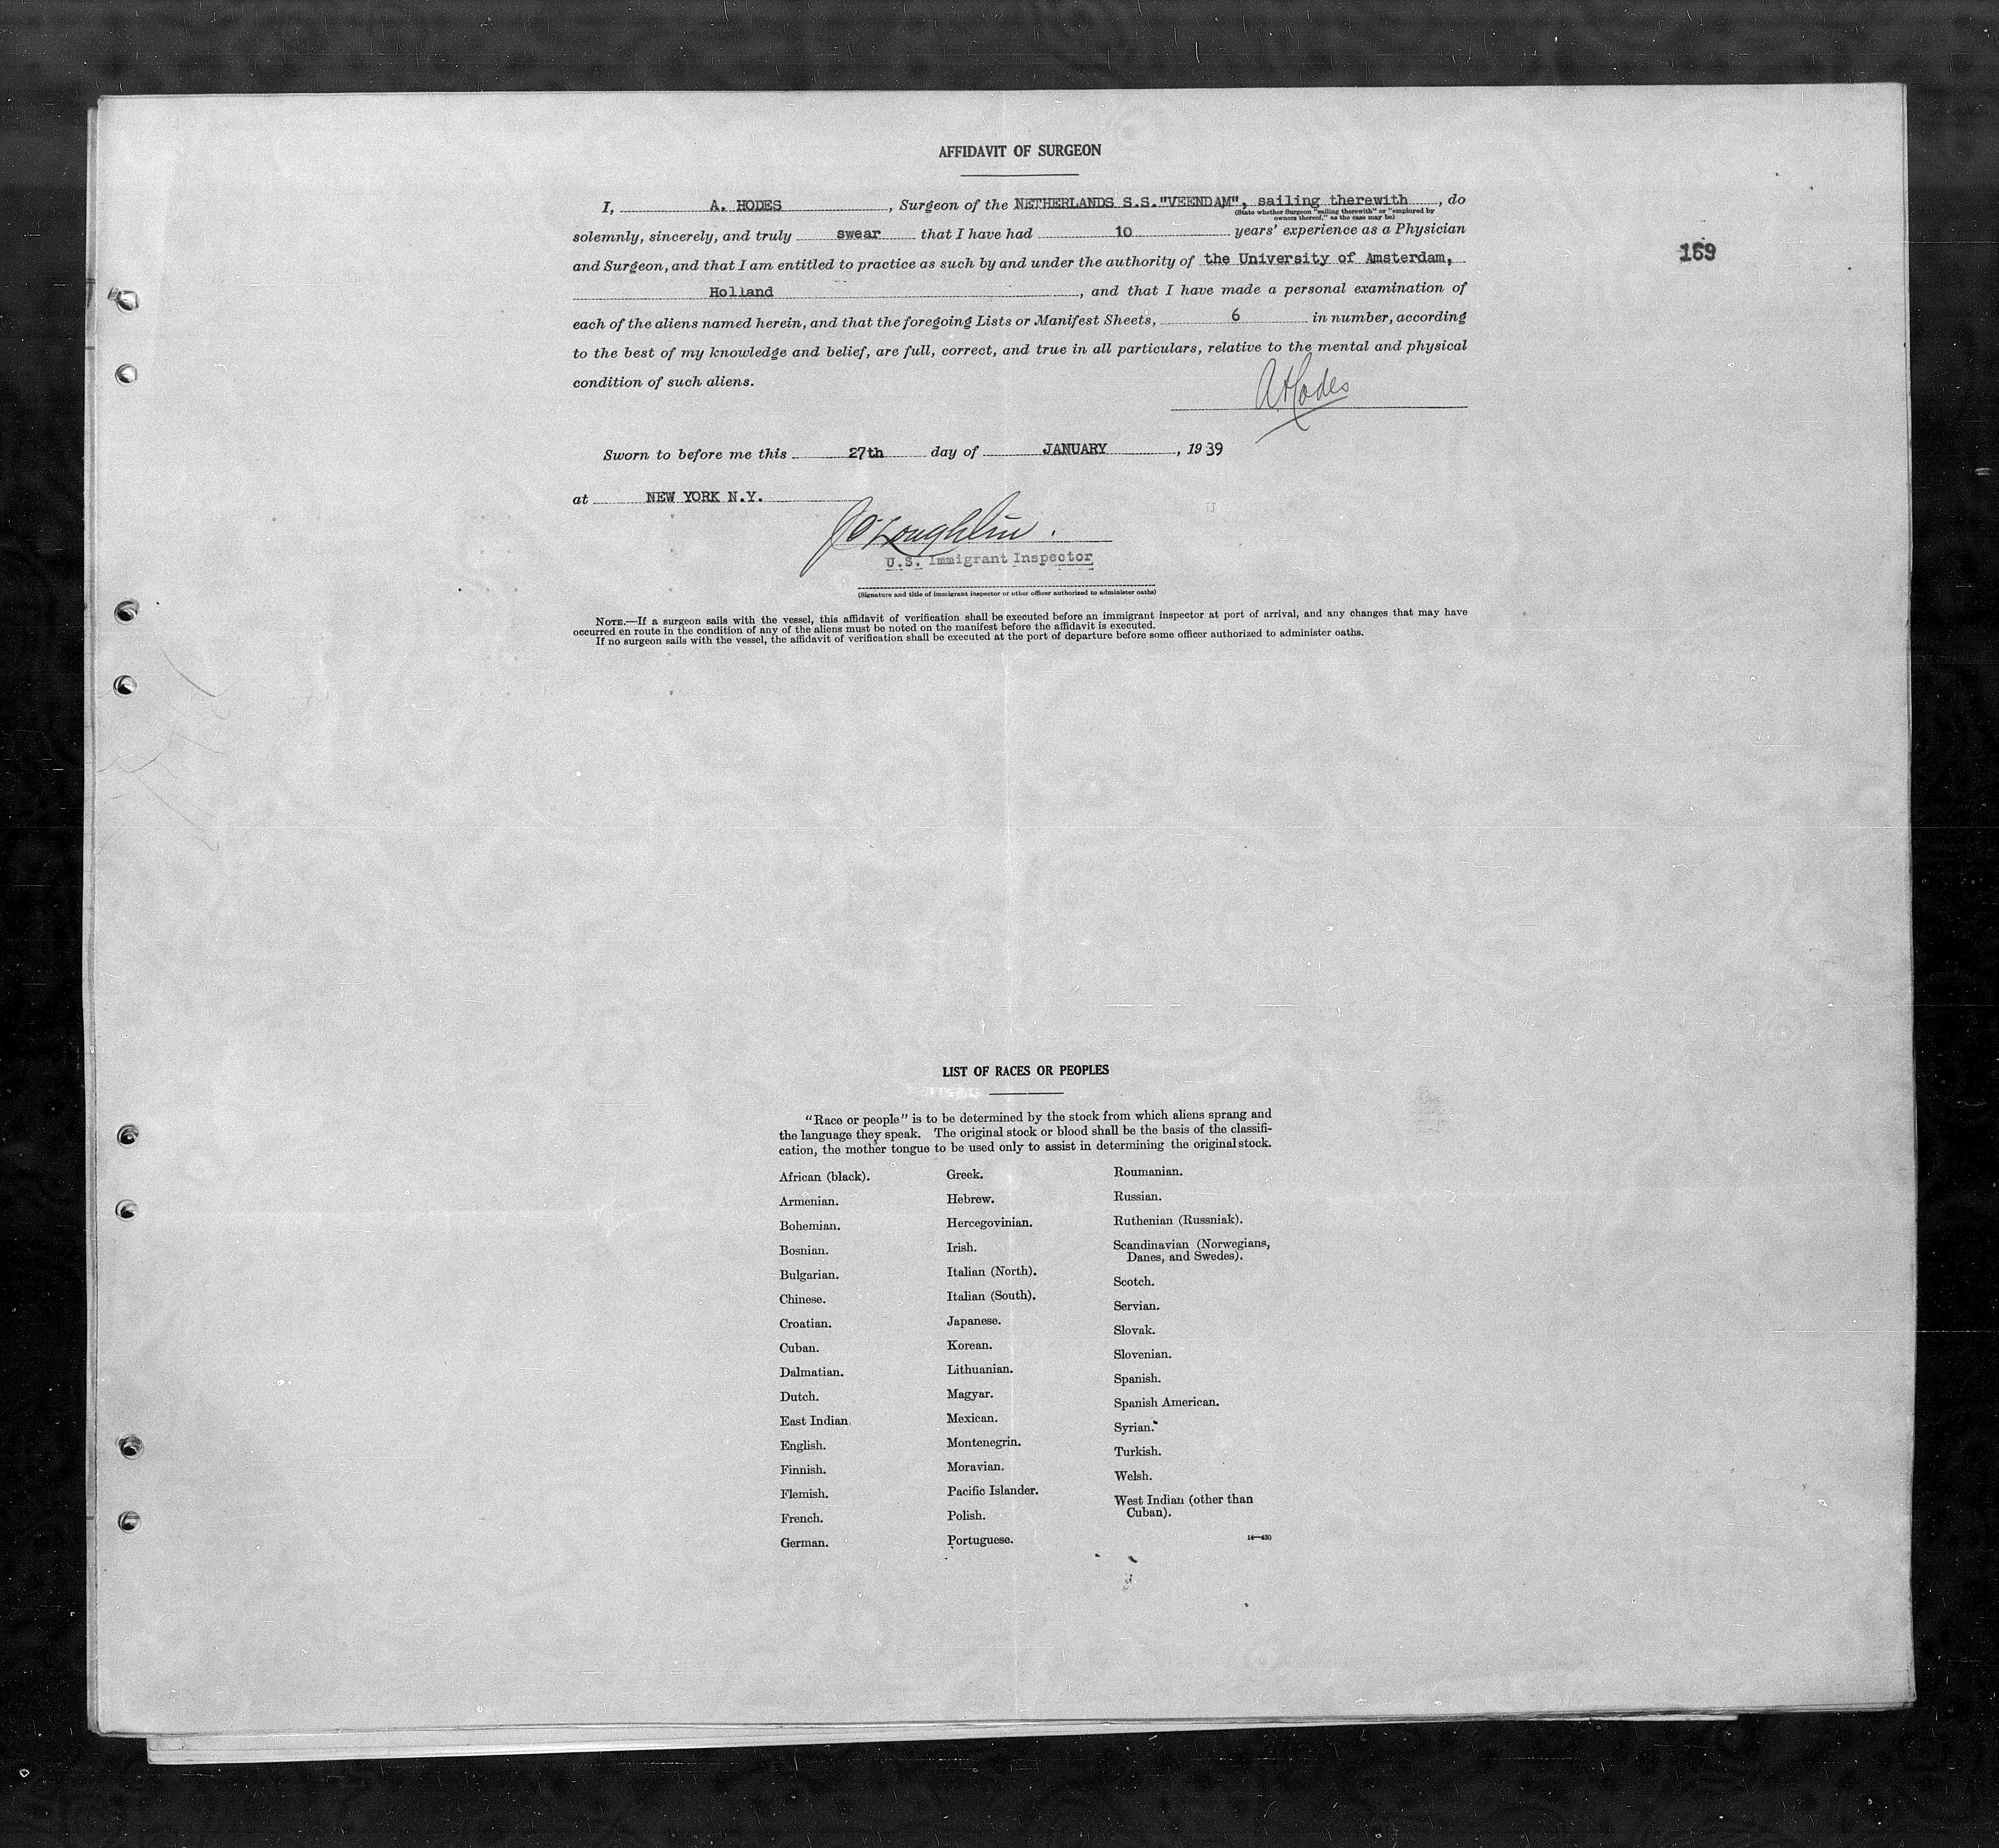 AFFIDAVIT OF SURGEON
I, A. HODES, Surgeon of the NETHERLANDS S.S."VEENDAM", sailing therewith, do
(State whether Surgeon "sailing therewith" or "employed by
owners thereof," as the case may be)
solemnly, sincerely, and truly swear that I have had 10 years' experience as a Physician
and Surgeon, and that I am entitled to practice as such by and under the authority of the University of Amsterdam,
169
Holland, and that I have made a personal examination of
each of the aliens named herein, and that the foregoing Lists or Manifest Sheets, 6 in number, according
to the best of my knowledge and belief, are full, correct, and true in all particulars, relative to the mental and physical
condition of such aliens.
A Hodes
Sworn to before me this 27th day of JANUARY, 1939
at NEW YORK N.Y.
J O'Loughlin.
U.S. Immigrant Inspector
(Signature and title of immigrant inspector or other officer authorized to administer oaths)
NOTE.—If a surgeon sails with the vessel, this affidavit of verification shall be executed before an immigrant inspector at port of arrival, and any changes that may have
occurred en route in the condition of any of the aliens must be noted on the manifest before the affidavit is executed.
If no surgeon sails with the vessel, the affidavit of verification shall be executed at the port of departure before some officer authorized to administer oaths.
LIST OF RACES OR PEOPLES
"Race or people" is to be determined by the stock from which aliens sprang and
the language they speak. The original stock or blood shall be the basis of the classifi-
cation, the mother tongue to be used only to assist in determining the original stock.
African (black).
Armenian.
Bohemian.
Bosnian.
Bulgarian.
Chinese.
Croatian.
Cuban.
Dalmatian.
Dutch.
East Indian.
English.
Finnish.
Flemish.
French.
German.
Greek.
Hebrew.
Hercegovinian.
Irish.
Italian (North).
Italian (South).
Japanese.
Korean.
Lithuanian.
Magyar.
Mexican.
Montenegrin.
Moravian.
Pacific Islander.
Polish.
Portuguese.
Roumanian.
Russian.
Ruthenian (Russniak).
Scandinavian (Norwegians,
Danes, and Swedes).
Scotch.
Servian.
Slovak.
Slovenian.
Spanish.
Spanish American.
Syrian.
Turkish.
Welsh.
West Indian (other than
Cuban).
14—430